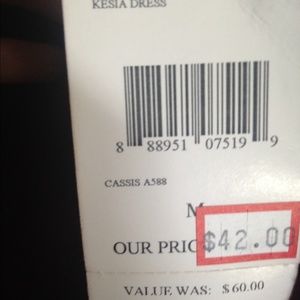 KESIA DRESS
8 88951 07519 9
CASSIS A588
M
OUR PRIC $42.00
VALUE WAS: $60.00